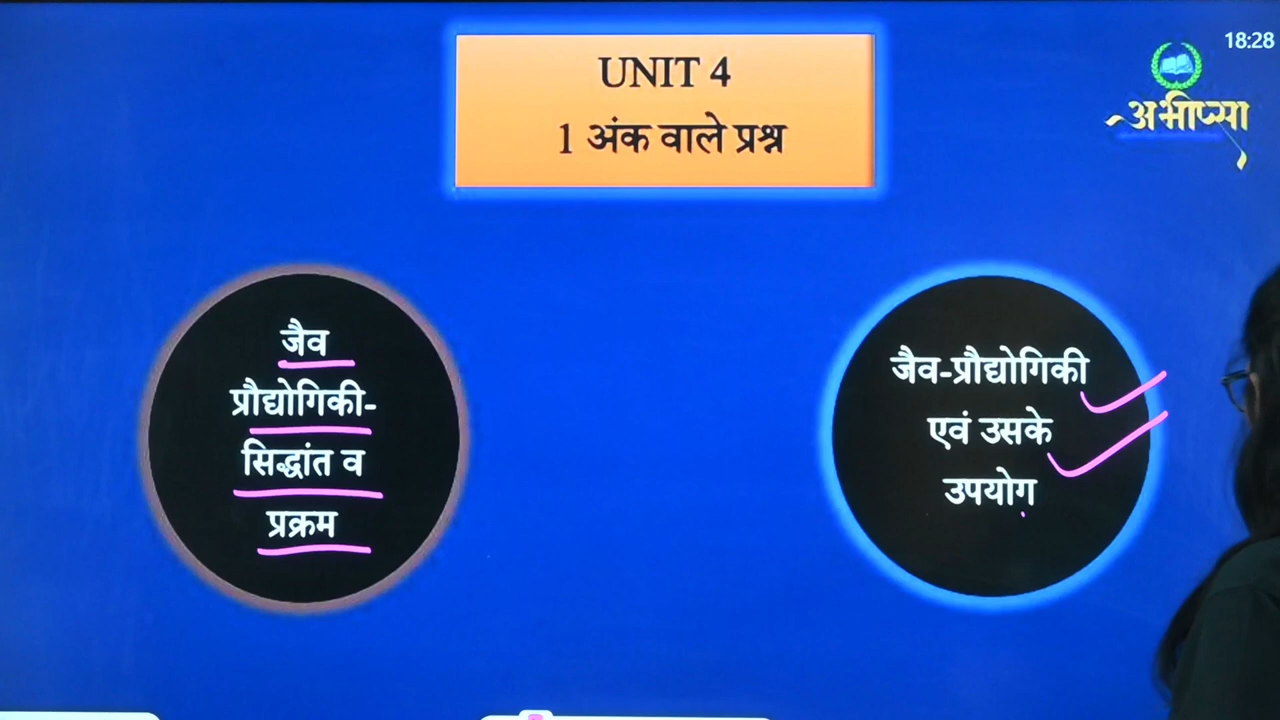 UNIT 4
1 अंक वाले प्रश्न
18:28
अभीप्सा
जैव
प्रौद्योगिकी-
सिद्धांत व
प्रक्रम
जैव-प्रौद्योगिकी
एवं उसके
उपयोग